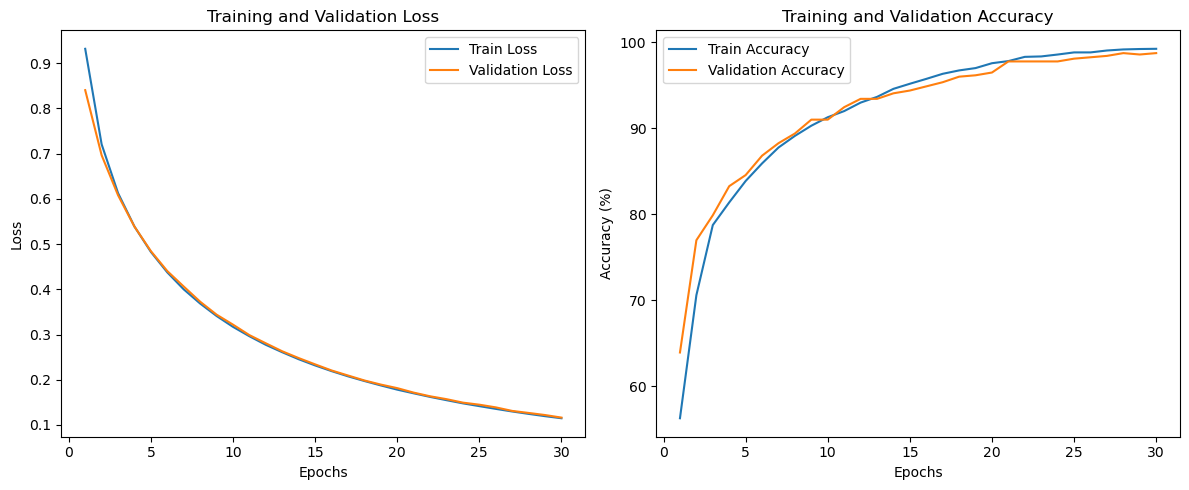 Training and Validation Loss
Train Loss
Validation Loss
0.9
0.8
0.7
0.6
0.5
0.4
0.3
0.2
0.1
Loss
0 5 10 15 20 25 30
Epochs
Training and Validation Accuracy
Train Accuracy
Validation Accuracy
100
90
80
70
60
Accuracy (%)
0 5 10 15 20 25 30
Epochs